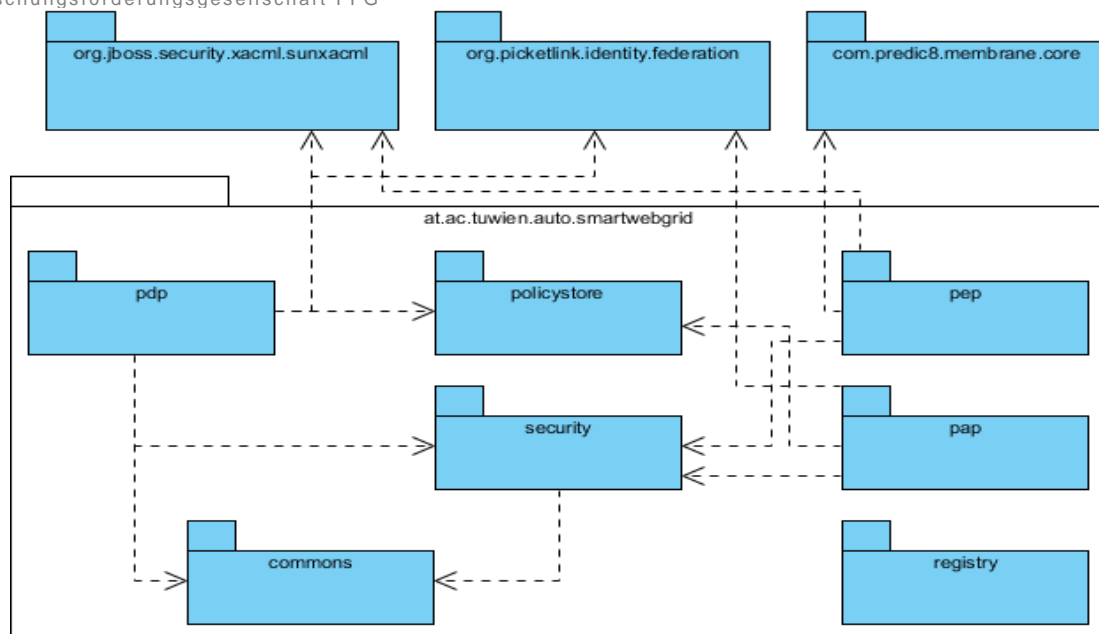 org.jboss.security.xacml.sunxacml
org.picketlink.identity.federation
com.predic8.membrane.core
at.ac.tuwien.auto.smartwebgrid
pdp
policystore
pep
security
pap
commons
registry